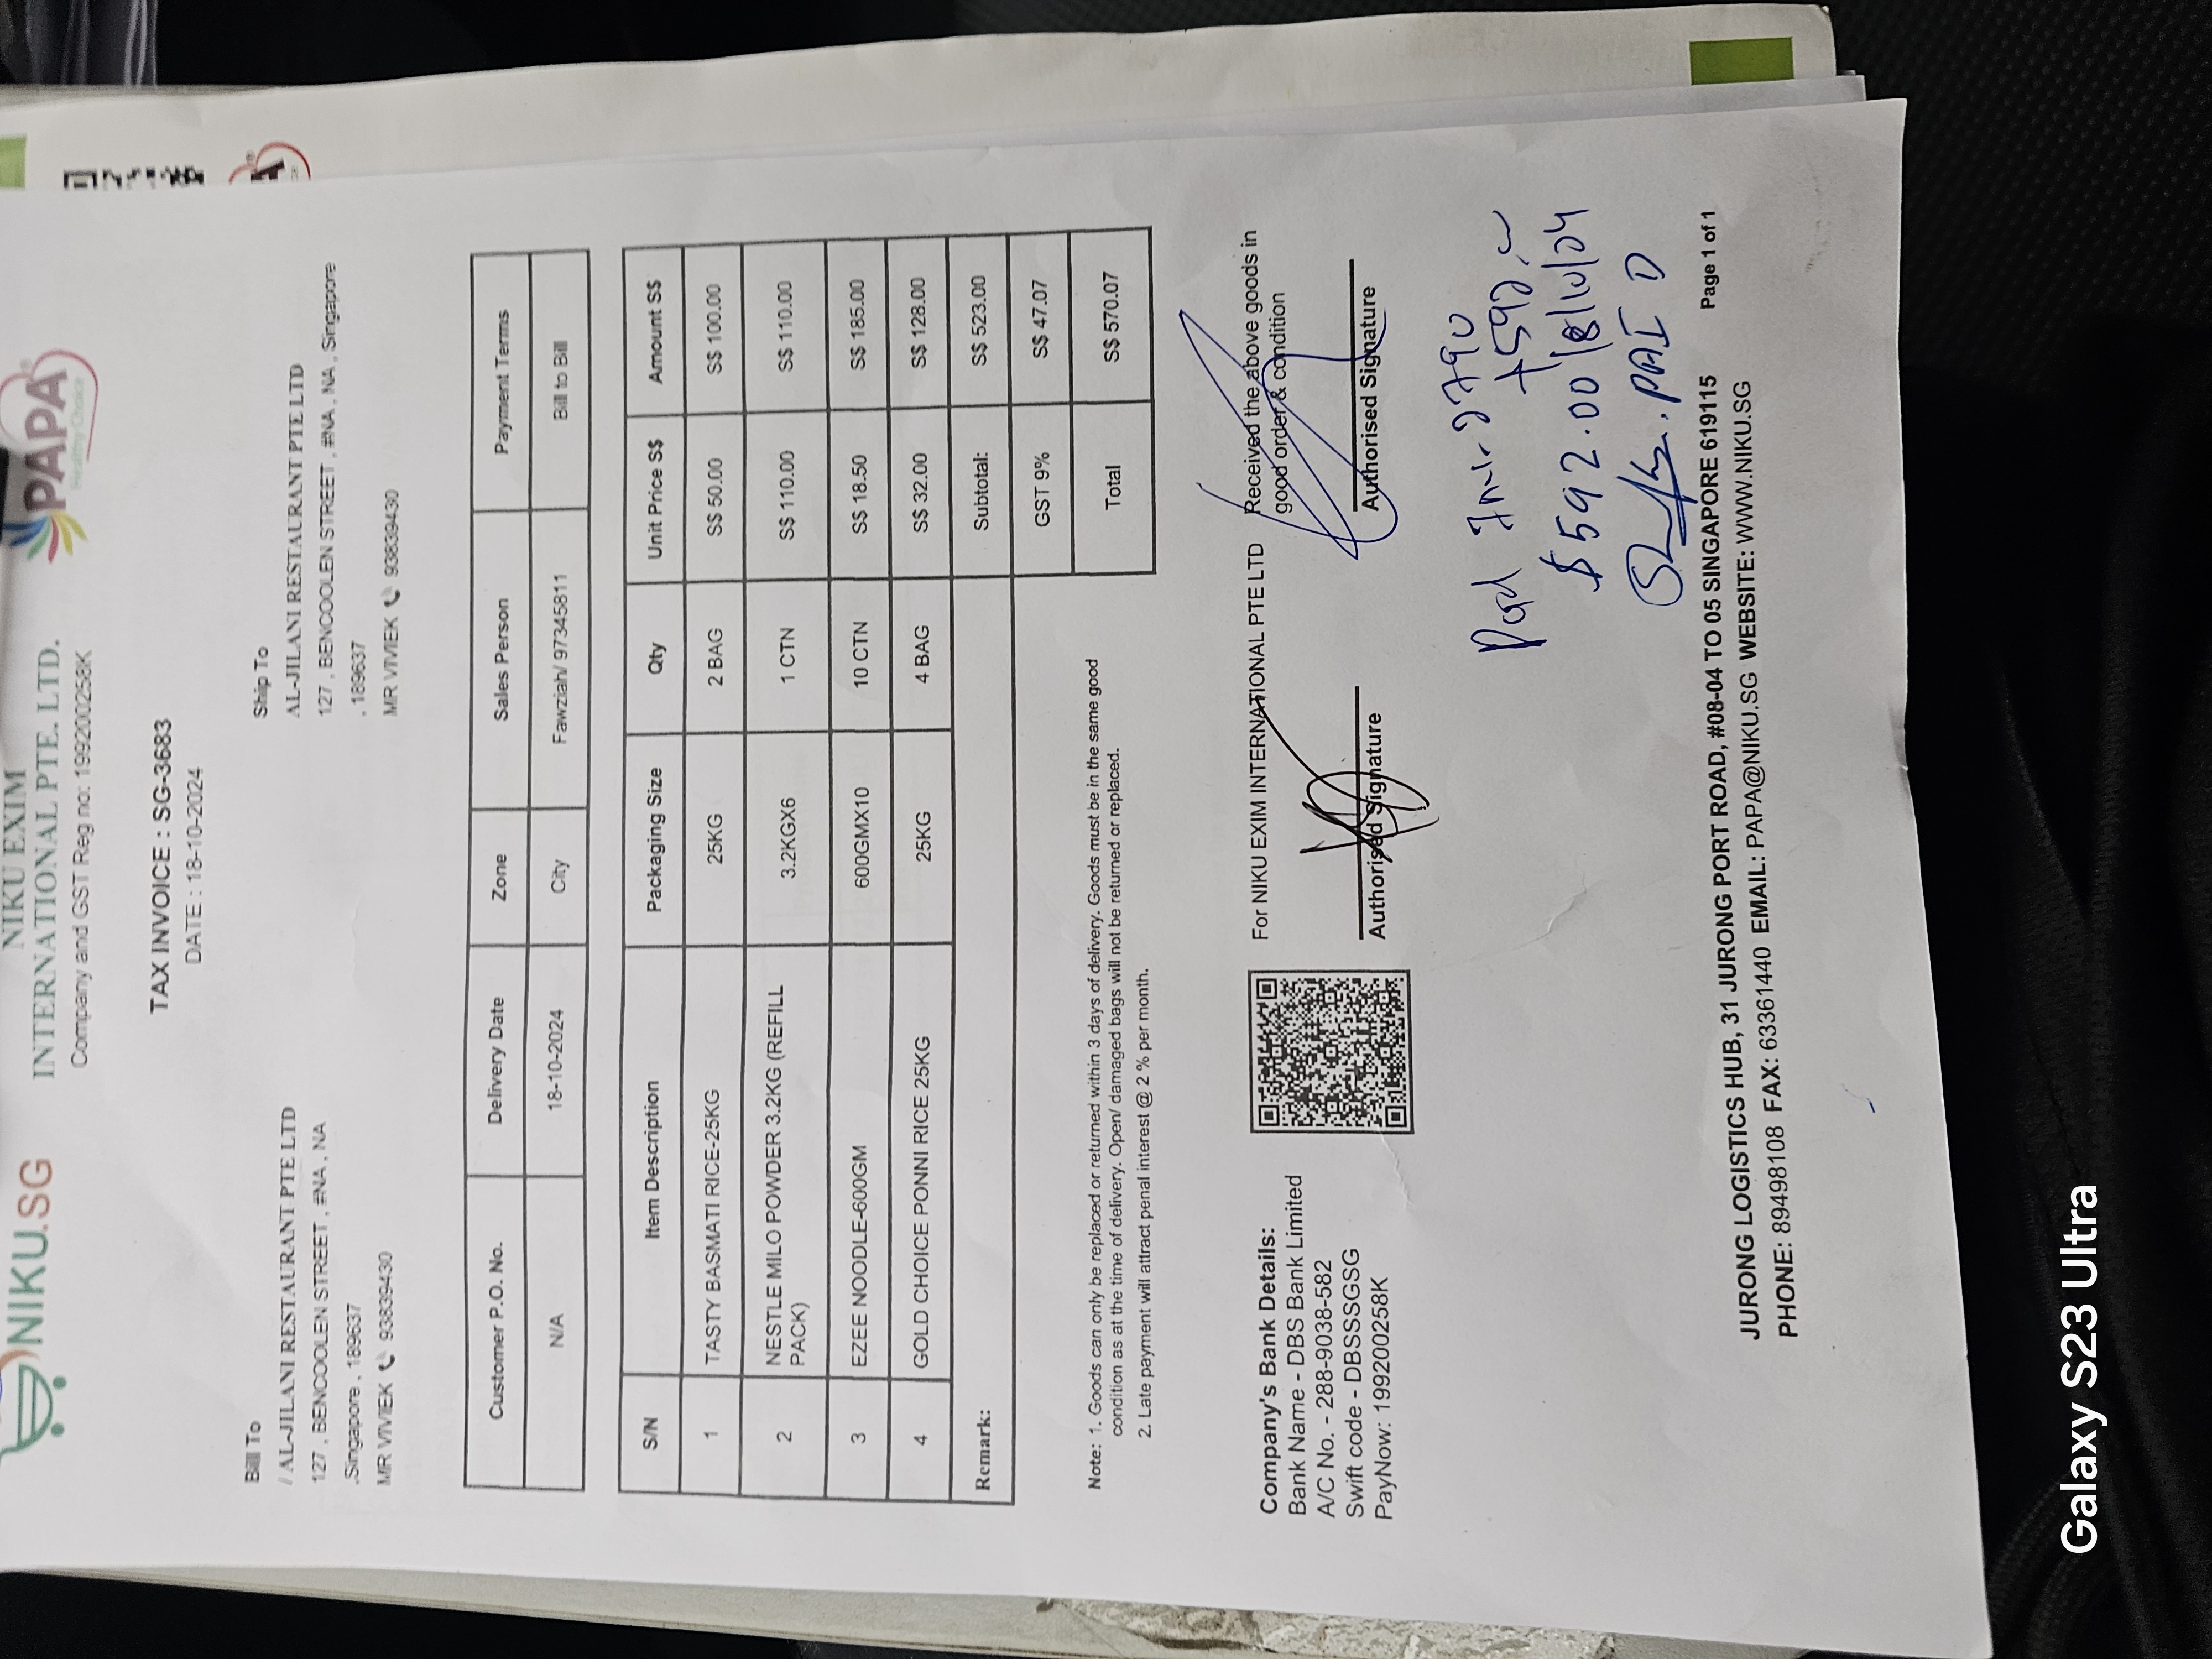 NIKU.SG
NIKU EXIM
INTERNATIONAL PTE. LTD.
Company and GST Reg no: 199200258K
PAPA
Healthy Choice
TAX INVOICE : SG-3683
DATE : 18-10-2024
Bill To
/ AL-JILANI RESTAURANT PTE LTD
127 , BENCOOLEN STREET , #NA , NA
,Singapore , 189637
MR VIVIEK 93839430
Ship To
AL-JILANI RESTAURANT PTE LTD
127 , BENCOOLEN STREET , #NA , NA , Singapore
, 189637
MR VIVIEK 93839430
Customer P.O. No. Delivery Date Zone Sales Person Payment Terms
N/A 18-10-2024 City Fawziah/ 97345811 Bill to Bill
S/N Item Description Packaging Size Qty Unit Price S$ Amount S$
1 TASTY BASMATI RICE-25KG 25KG 2 BAG S$ 50.00 S$ 100.00
2 NESTLE MILO POWDER 3.2KG (REFILL PACK) 3.2KGX6 1 CTN S$ 110.00 S$ 110.00
3 EZEE NOODLE-600GM 600GMX10 10 CTN S$ 18.50 S$ 185.00
4 GOLD CHOICE PONNI RICE 25KG 25KG 4 BAG S$ 32.00 S$ 128.00
Remark: Subtotal: S$ 523.00
GST 9% S$ 47.07
Total S$ 570.07
Note: 1. Goods can only be replaced or returned within 3 days of delivery. Goods must be in the same good
condition as at the time of delivery. Open/ damaged bags will not be returned or replaced.
2. Late payment will attract penal interest @ 2 % per month.
Company's Bank Details:
Bank Name - DBS Bank Limited
A/C No. - 288-9038-582
Swift code - DBSSSGSG
PayNow: 199200258K
For NIKU EXIM INTERNATIONAL PTE LTD
Authorised Signature
Received the above goods in
good order & condition
Authorised Signature
2790
$592.00 18/10/24
PAID
JURONG LOGISTICS HUB, 31 JURONG PORT ROAD, #08-04 TO 05 SINGAPORE 619115
PHONE: 89498108 FAX: 63361440 EMAIL: PAPA@NIKU.SG WEBSITE: WWW.NIKU.SG
Page 1 of 1
Galaxy S23 Ultra